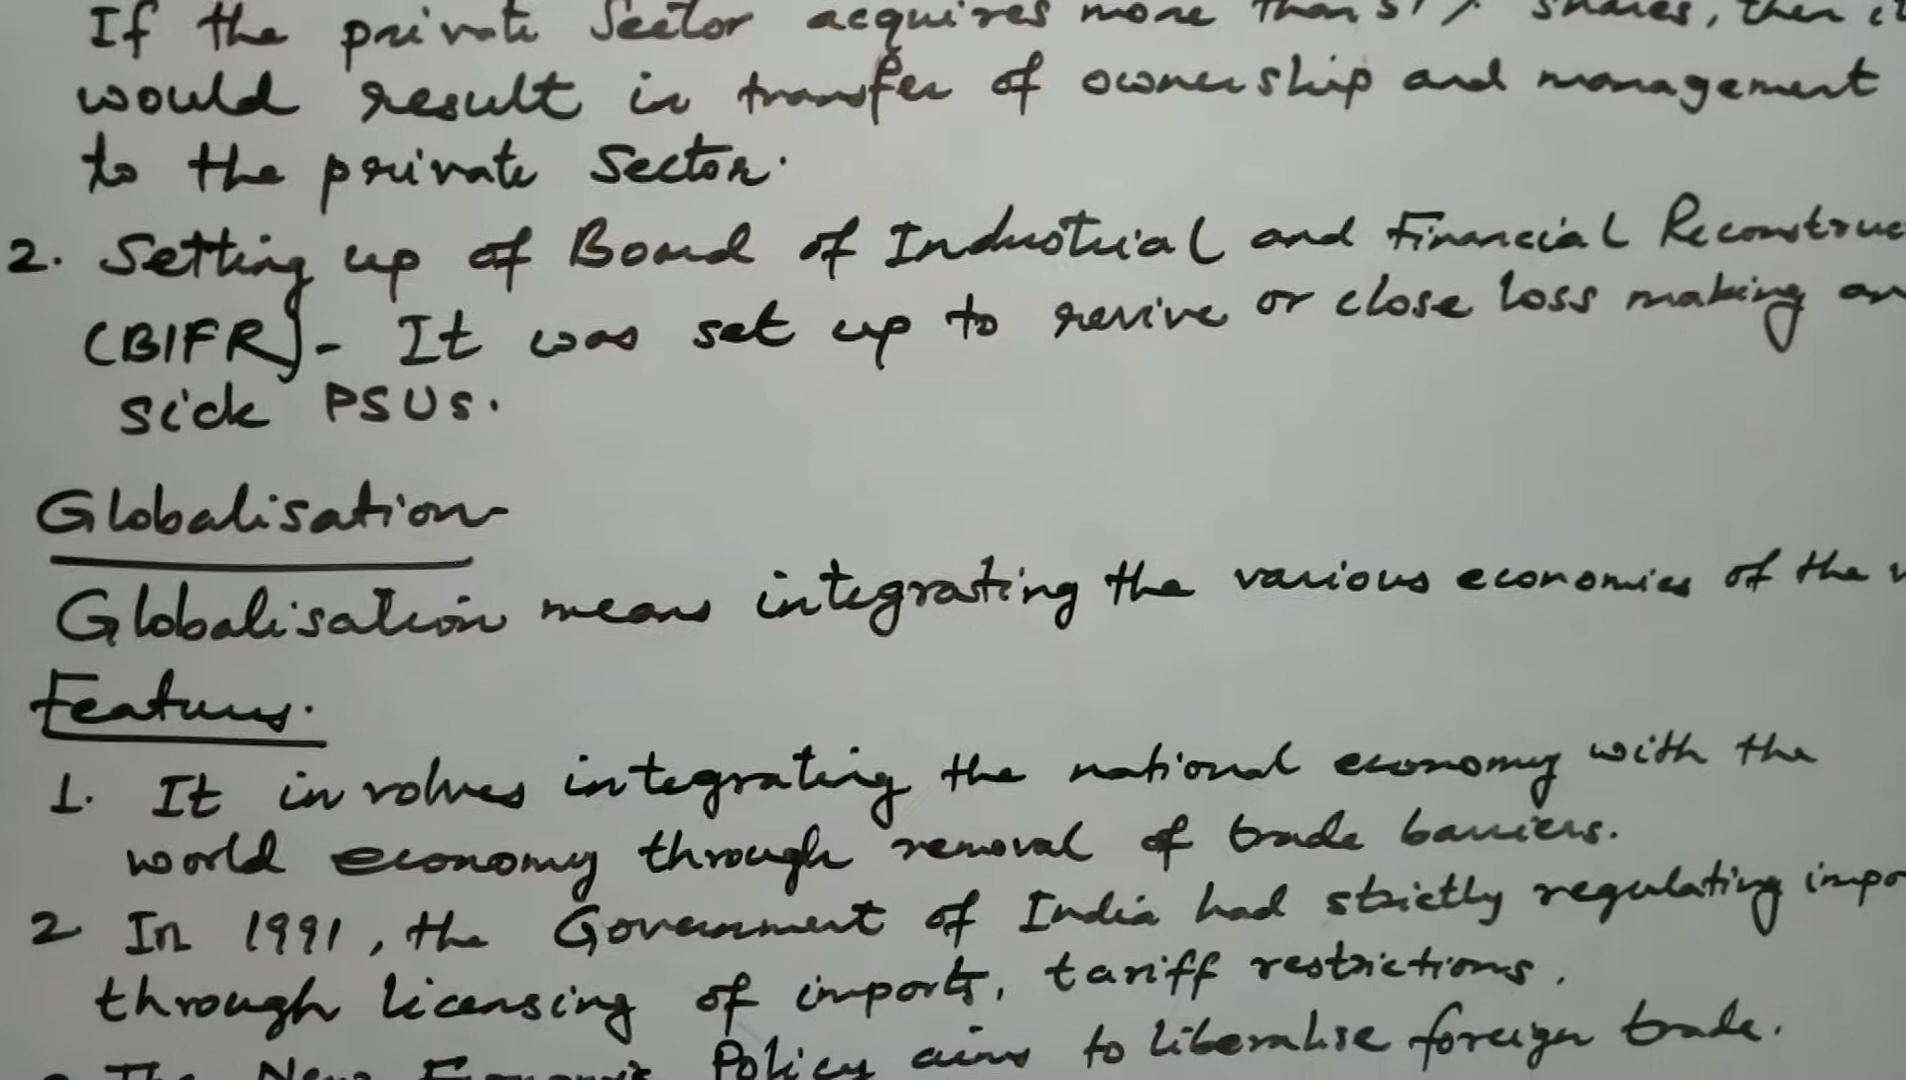 If the private Sector acquires more than 51% shares, then it
would result in transfer of ownership and management
to the private Sector.
2. Setting up of Board of Industrial and Financial Reconstruc
(BIFR) - It was set up to revive or close loss making an
sick PSUs.
Globalisation
Globalisation means integrating the various economies of the w
Features.
1. It involves integrating the national economy with the
world economy through removal of trade barriers.
2 In 1991, the Government of India had strictly regulating impo
through licensing of imports, tariff restrictions.
The New Economic Policy aims to liberalise foreign trade.